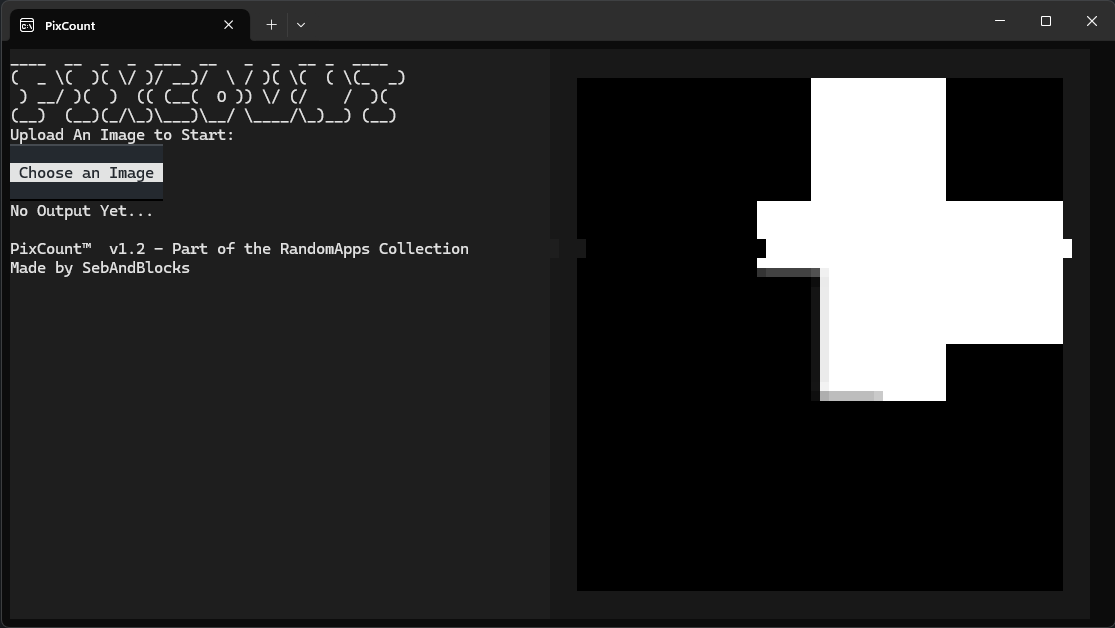 PixCount
____  __  _  _  ___  __   _  _  __ _  ____
(  _ \(  )( \/ )/ __)/  \ / )( \(  ( \(_  _)
 ) __/ )(  )  (( (__(  O )) \/ (/    /  )(
(__)  (__)(_/\_)\___)\__/ \____/\_)__) (__)
Upload An Image to Start:
Choose an Image
No Output Yet...
PixCount™  v1.2 - Part of the RandomApps Collection
Made by SebAndBlocks